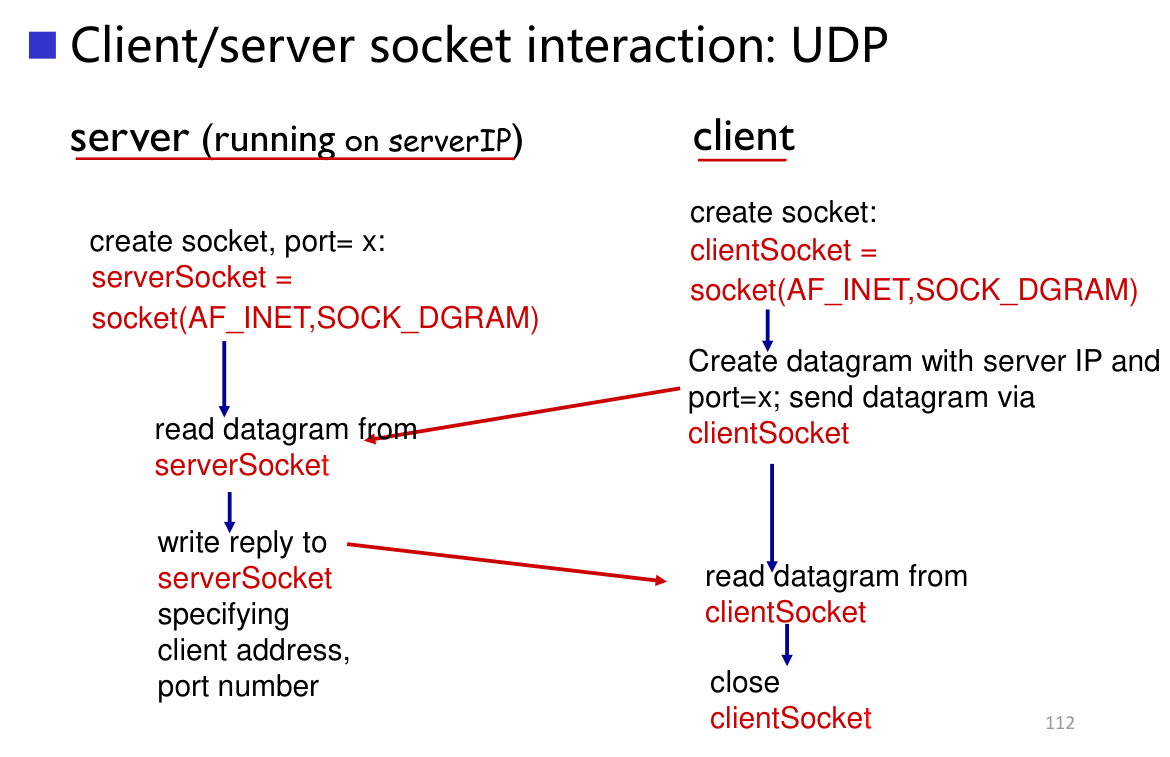 Client/server socket interaction: UDP
server (running on serverIP)
create socket, port= x:
serverSocket =
socket(AF_INET,SOCK_DGRAM)
read datagram from
serverSocket
write reply to
serverSocket
specifying
client address,
port number
client
create socket:
clientSocket =
socket(AF_INET,SOCK_DGRAM)
Create datagram with server IP and
port=x; send datagram via
clientSocket
read datagram from
clientSocket
close
clientSocket
112